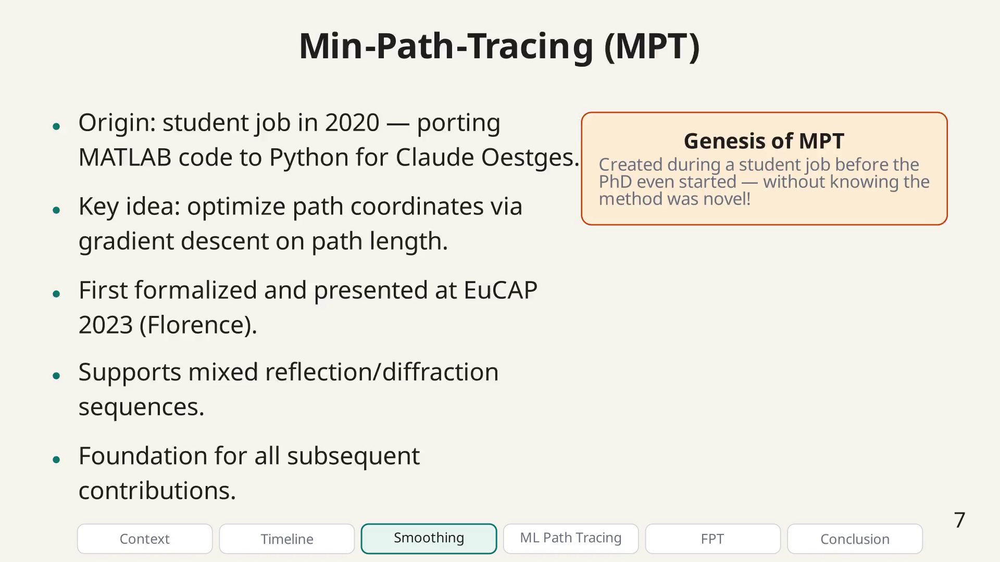 Min-Path-Tracing (MPT)
• Origin: student job in 2020 — porting
MATLAB code to Python for Claude Oestges.
• Key idea: optimize path coordinates via
gradient descent on path length.
• First formalized and presented at EuCAP
2023 (Florence).
• Supports mixed reflection/diffraction
sequences.
• Foundation for all subsequent
contributions.
Genesis of MPT
Created during a student job before the
PhD even started — without knowing the
method was novel!
7
Context
Timeline
Smoothing
ML Path Tracing
FPT
Conclusion